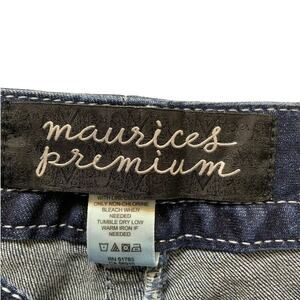 maurices
premium
ONLY NON-CHLORINE
BLEACH WHEN
NEEDED
TUMBLE DRY LOW
WARM IRON IF
NEEDED